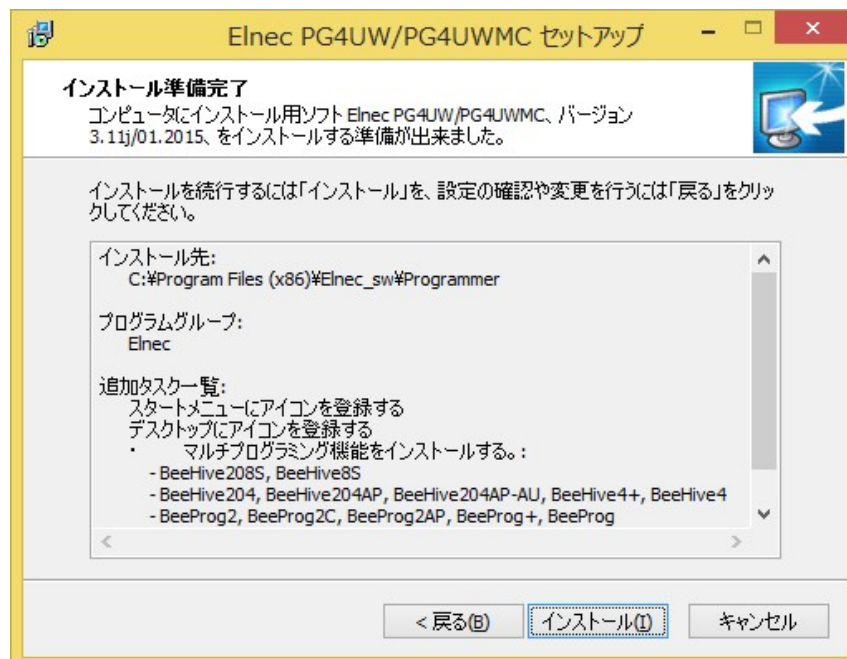 Elnec PG4UW/PG4UWMC セットアップ
インストール準備完了
コンピュータにインストール用ソフト Elnec PG4UW/PG4UWMC、バージョン
3.11j/01.2015、をインストールする準備が出来ました。
インストールを続行するには「インストール」を、設定の確認や変更を行うには「戻る」をクリッ
クしてください。
インストール先:
C:¥Program Files (x86)¥Elnec_sw¥Programmer
プログラムグループ:
Elnec
追加タスク一覧:
スタートメニューにアイコンを登録する
デスクトップにアイコンを登録する
・ マルチプログラミング機能をインストールする。:
- BeeHive208S, BeeHive8S
- BeeHive204, BeeHive204AP, BeeHive204AP-AU, BeeHive4+, BeeHive4
- BeeProg2, BeeProg2C, BeeProg2AP, BeeProg+, BeeProg
< 戻る(B) インストール(I) キャンセル